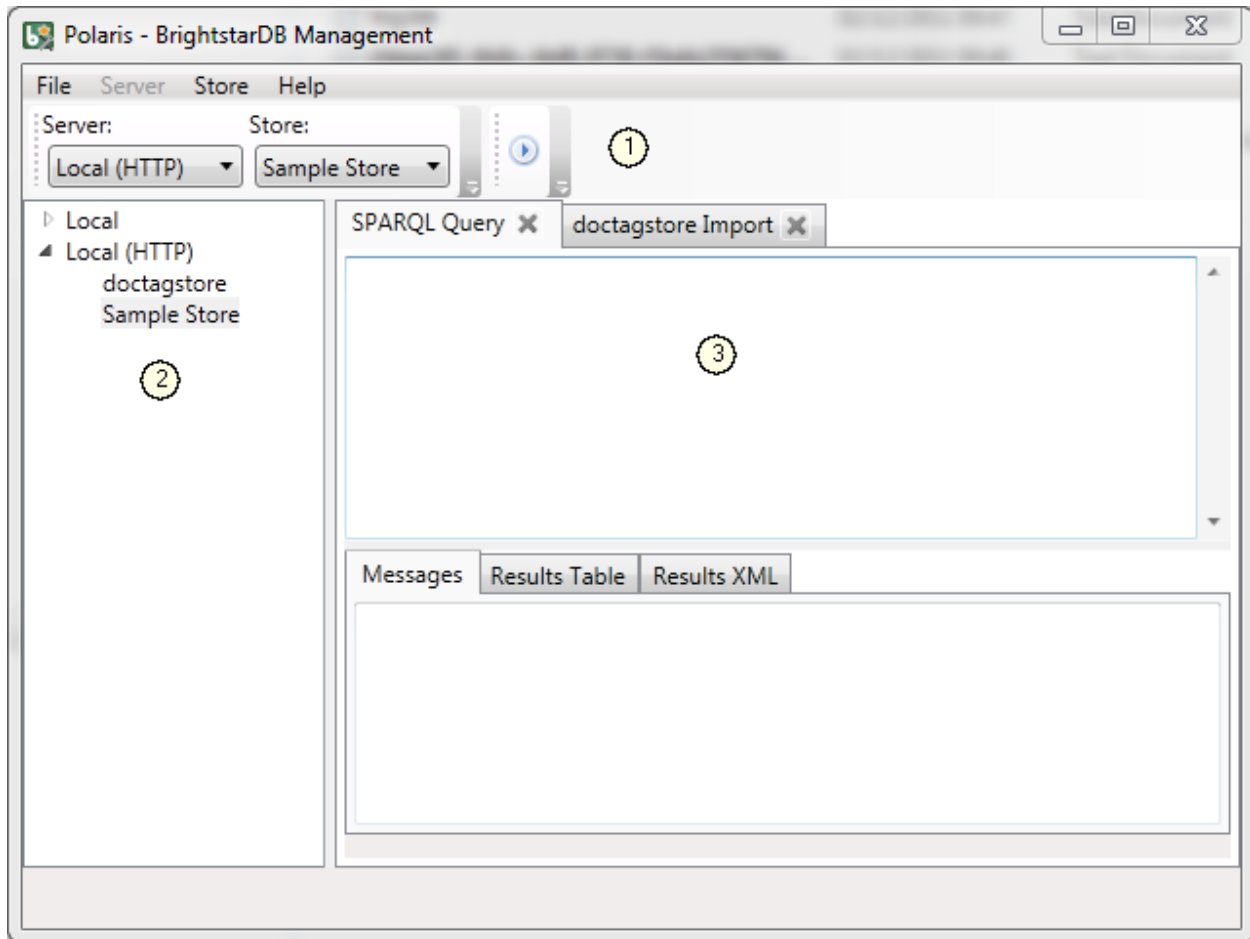 Polaris - BrightstarDB Management
File Server Store Help
Server: Store:
Local (HTTP) Sample Store
1
Local
Local (HTTP)
doctagstore
Sample Store
2
SPARQL Query doctagstore Import
3
Messages Results Table Results XML